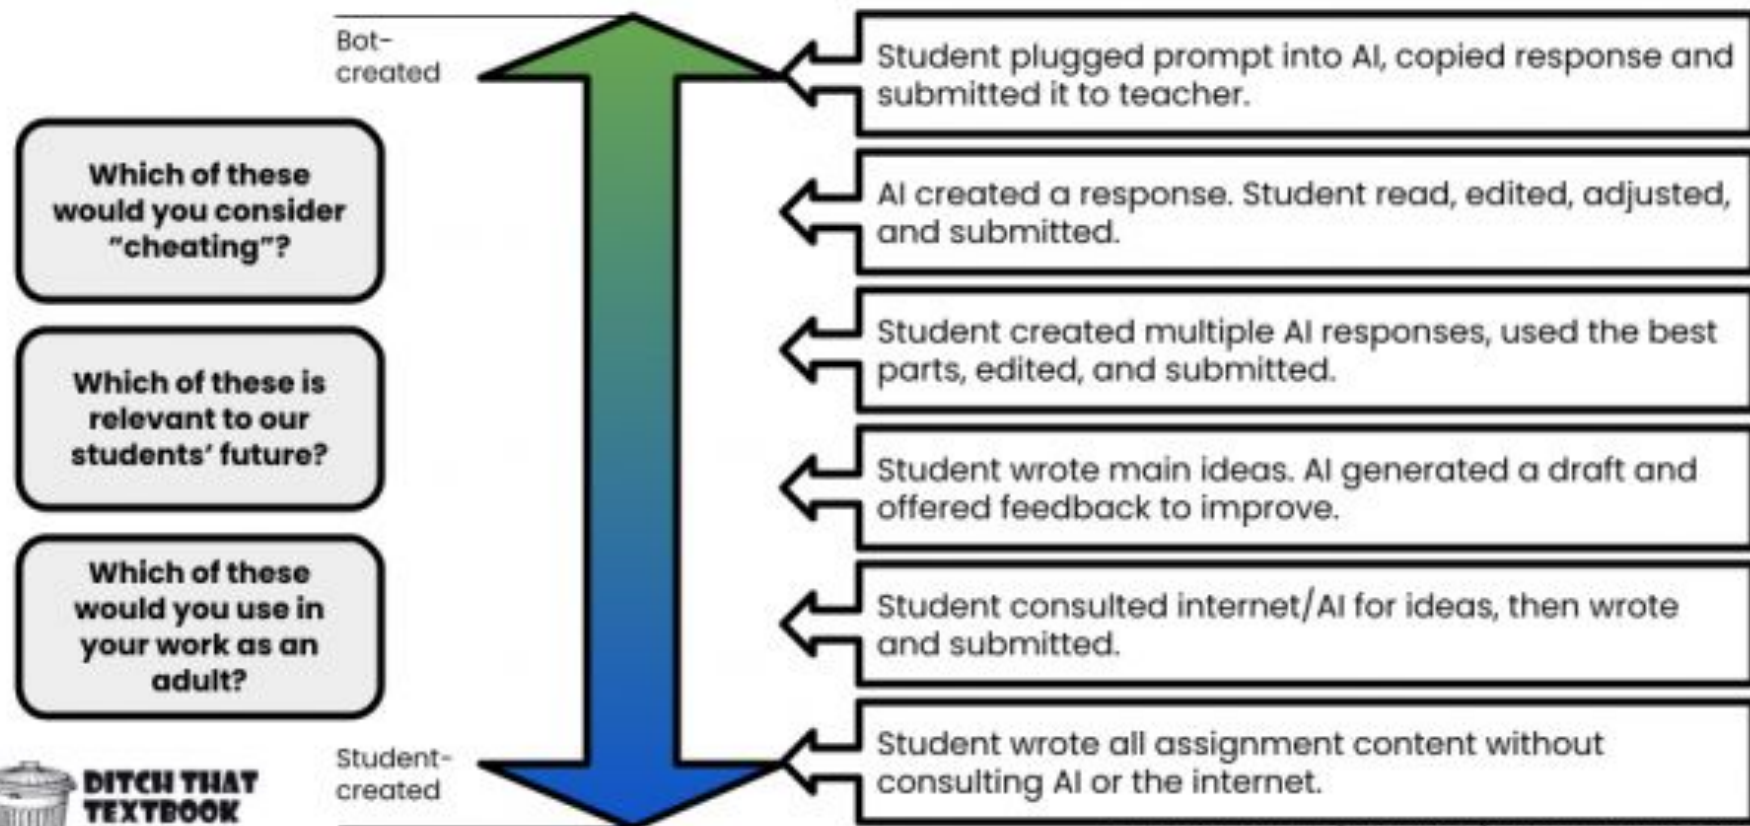 Bot-
created
Student plugged prompt into AI, copied response and
submitted it to teacher.
Which of these
would you consider
"cheating"?
AI created a response. Student read, edited, adjusted,
and submitted.
Student created multiple AI responses, used the best
parts, edited, and submitted.
Which of these is
relevant to our
students' future?
Student wrote main ideas. AI generated a draft and
offered feedback to improve.
Which of these
would you use in
your work as an
adult?
Student consulted internet/AI for ideas, then wrote
and submitted.
Student-
created
Student wrote all assignment content without
consulting AI or the internet.
DITCH THAT
TEXTBOOK